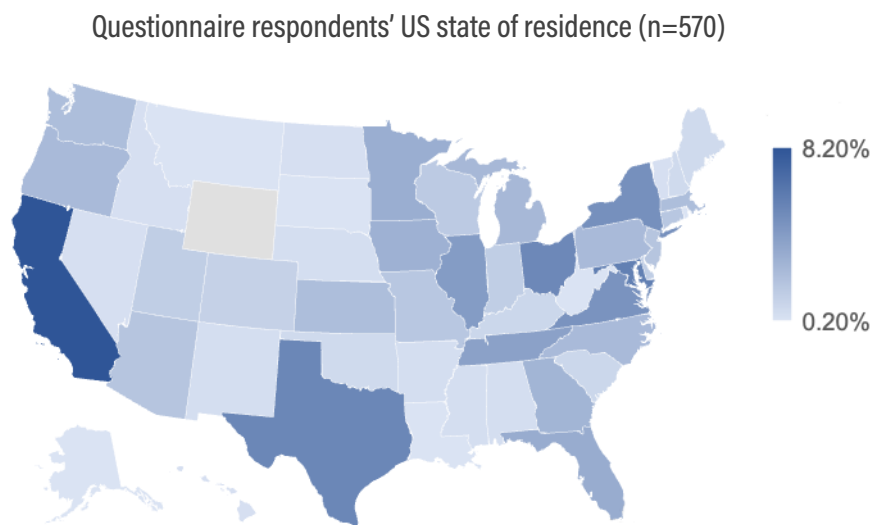 Questionnaire respondents’ US state of residence (n=570)
8.20%
0.20%